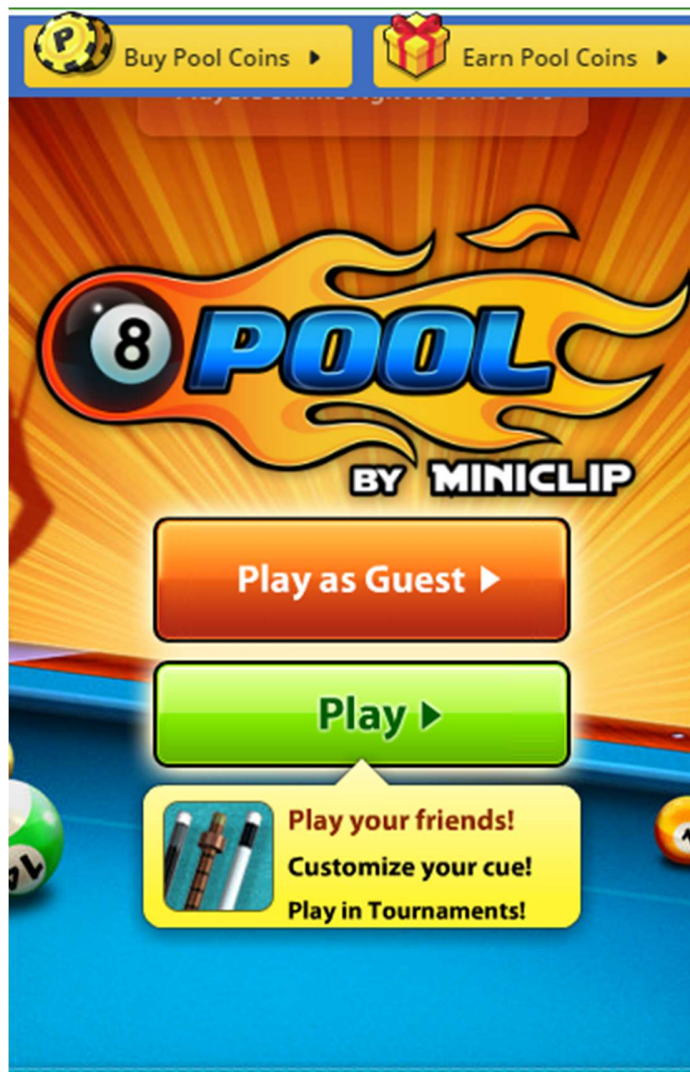 Buy Pool Coins
Earn Pool Coins
8
POOL
BY MINICLIP
Play as Guest
Play
Play your friends!
Customize your cue!
Play in Tournaments!
14